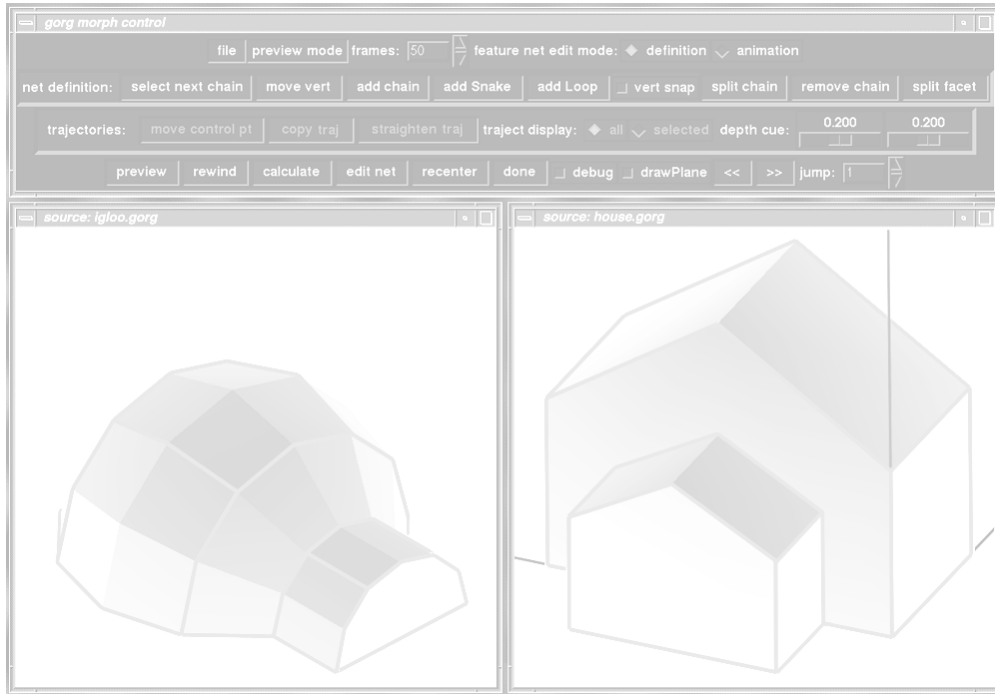 gorg morph control
file preview mode frames: 50 feature net edit mode: definition animation
net definition: select next chain move vert add chain add Snake add Loop vert snap split chain remove chain split facet
trajectories: move control pt copy traj straighten traj traject display: all selected depth cue: 0.200 0.200
preview rewind calculate edit net recenter done debug drawPlane << >> jump: 1
source: igloo.gorg source: house.gorg